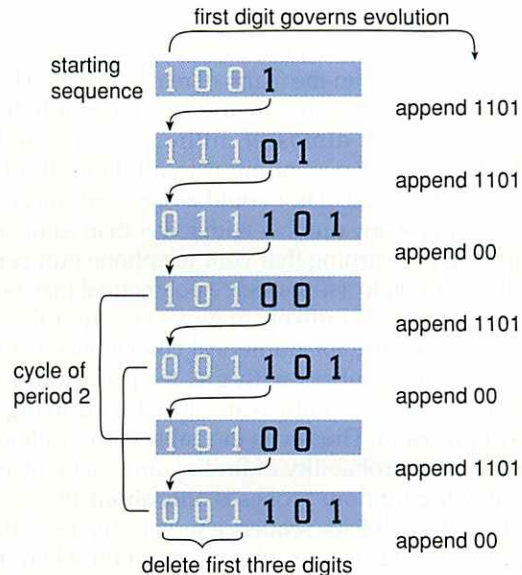 first digit governs evolution
starting
sequence
1 0 0 1
append 1101
1 1 1 0 1
append 1101
0 1 1 1 0 1
append 00
1 0 1 0 0
append 1101
cycle of
period 2
0 0 1 1 0 1
append 00
1 0 1 0 0
append 1101
0 0 1 1 0 1
append 00
delete first three digits